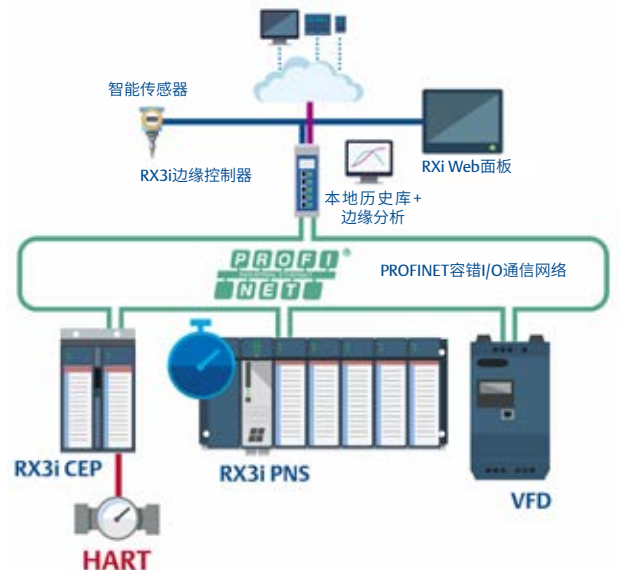 智能传感器
RX3i边缘控制器
本地历史库+
边缘分析
RXi Web面板
PROFI
INDUSTRIAL ETHERNET
NET
®
PROFINET容错I/O通信网络
RX3i CEP
RX3i PNS
VFD
HART